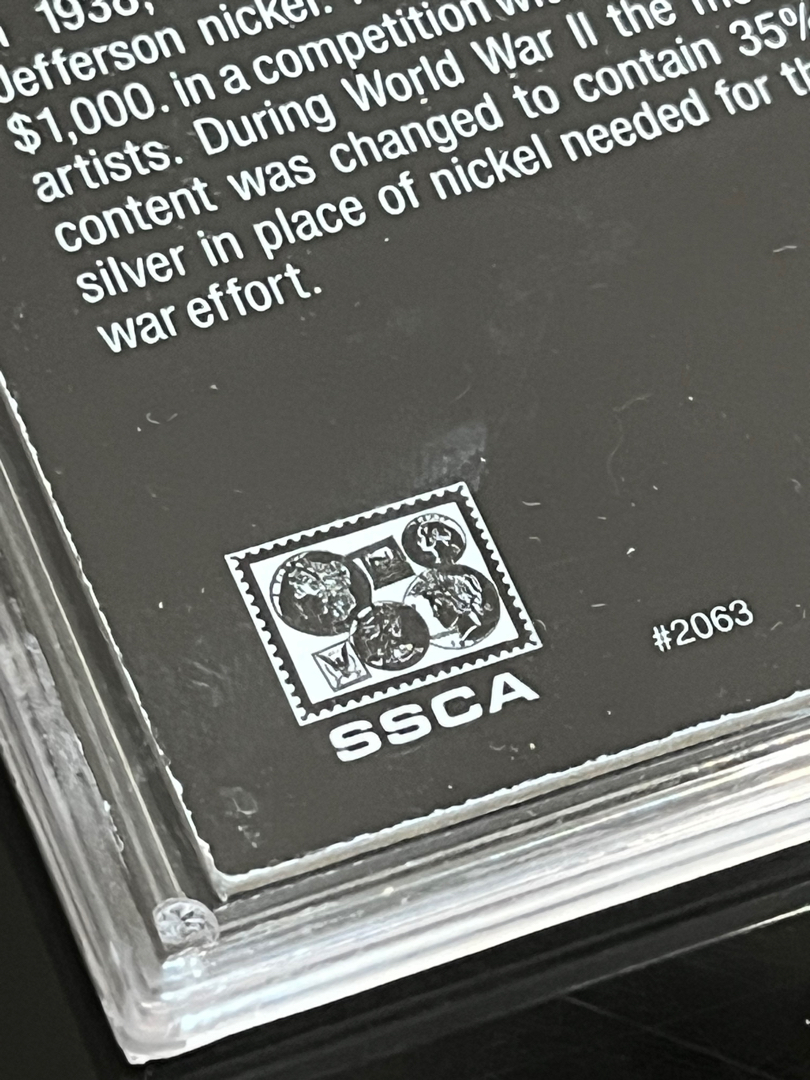 1938,
Jefferson nickel.
$1,000. in a competition
artists. During World War II the
content was changed to contain 35%
silver in place of nickel needed for
war effort.
SSCA
#2063